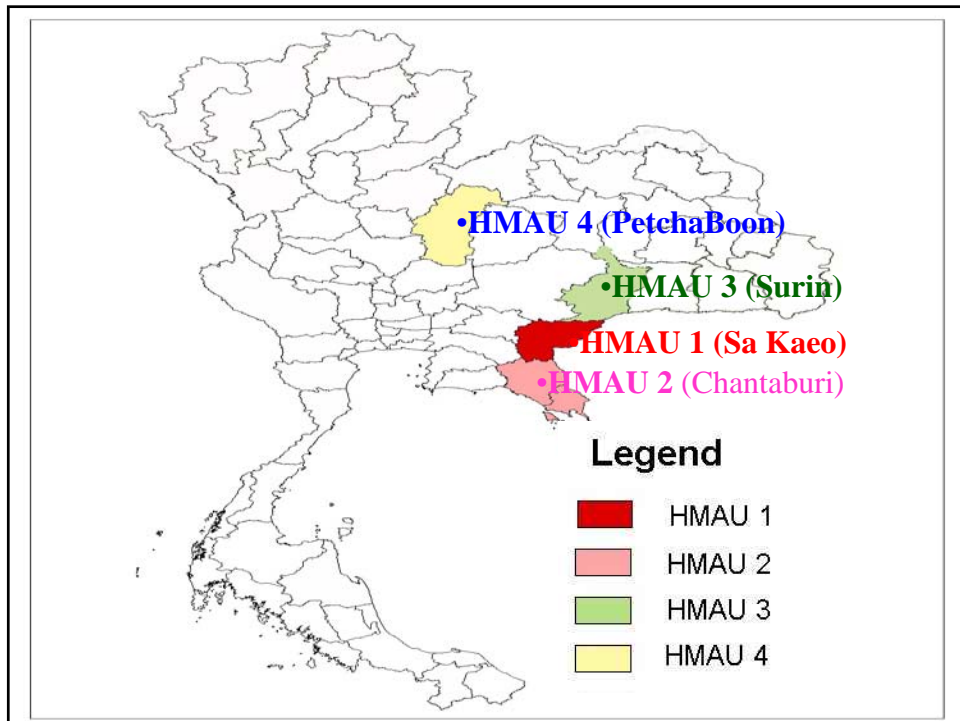 •HMAU 4 (PetchaBoon)
•HMAU 3 (Surin)
•HMAU 1 (Sa Kaeo)
•HMAU 2 (Chantaburi)
Legend
HMAU 1
HMAU 2
HMAU 3
HMAU 4